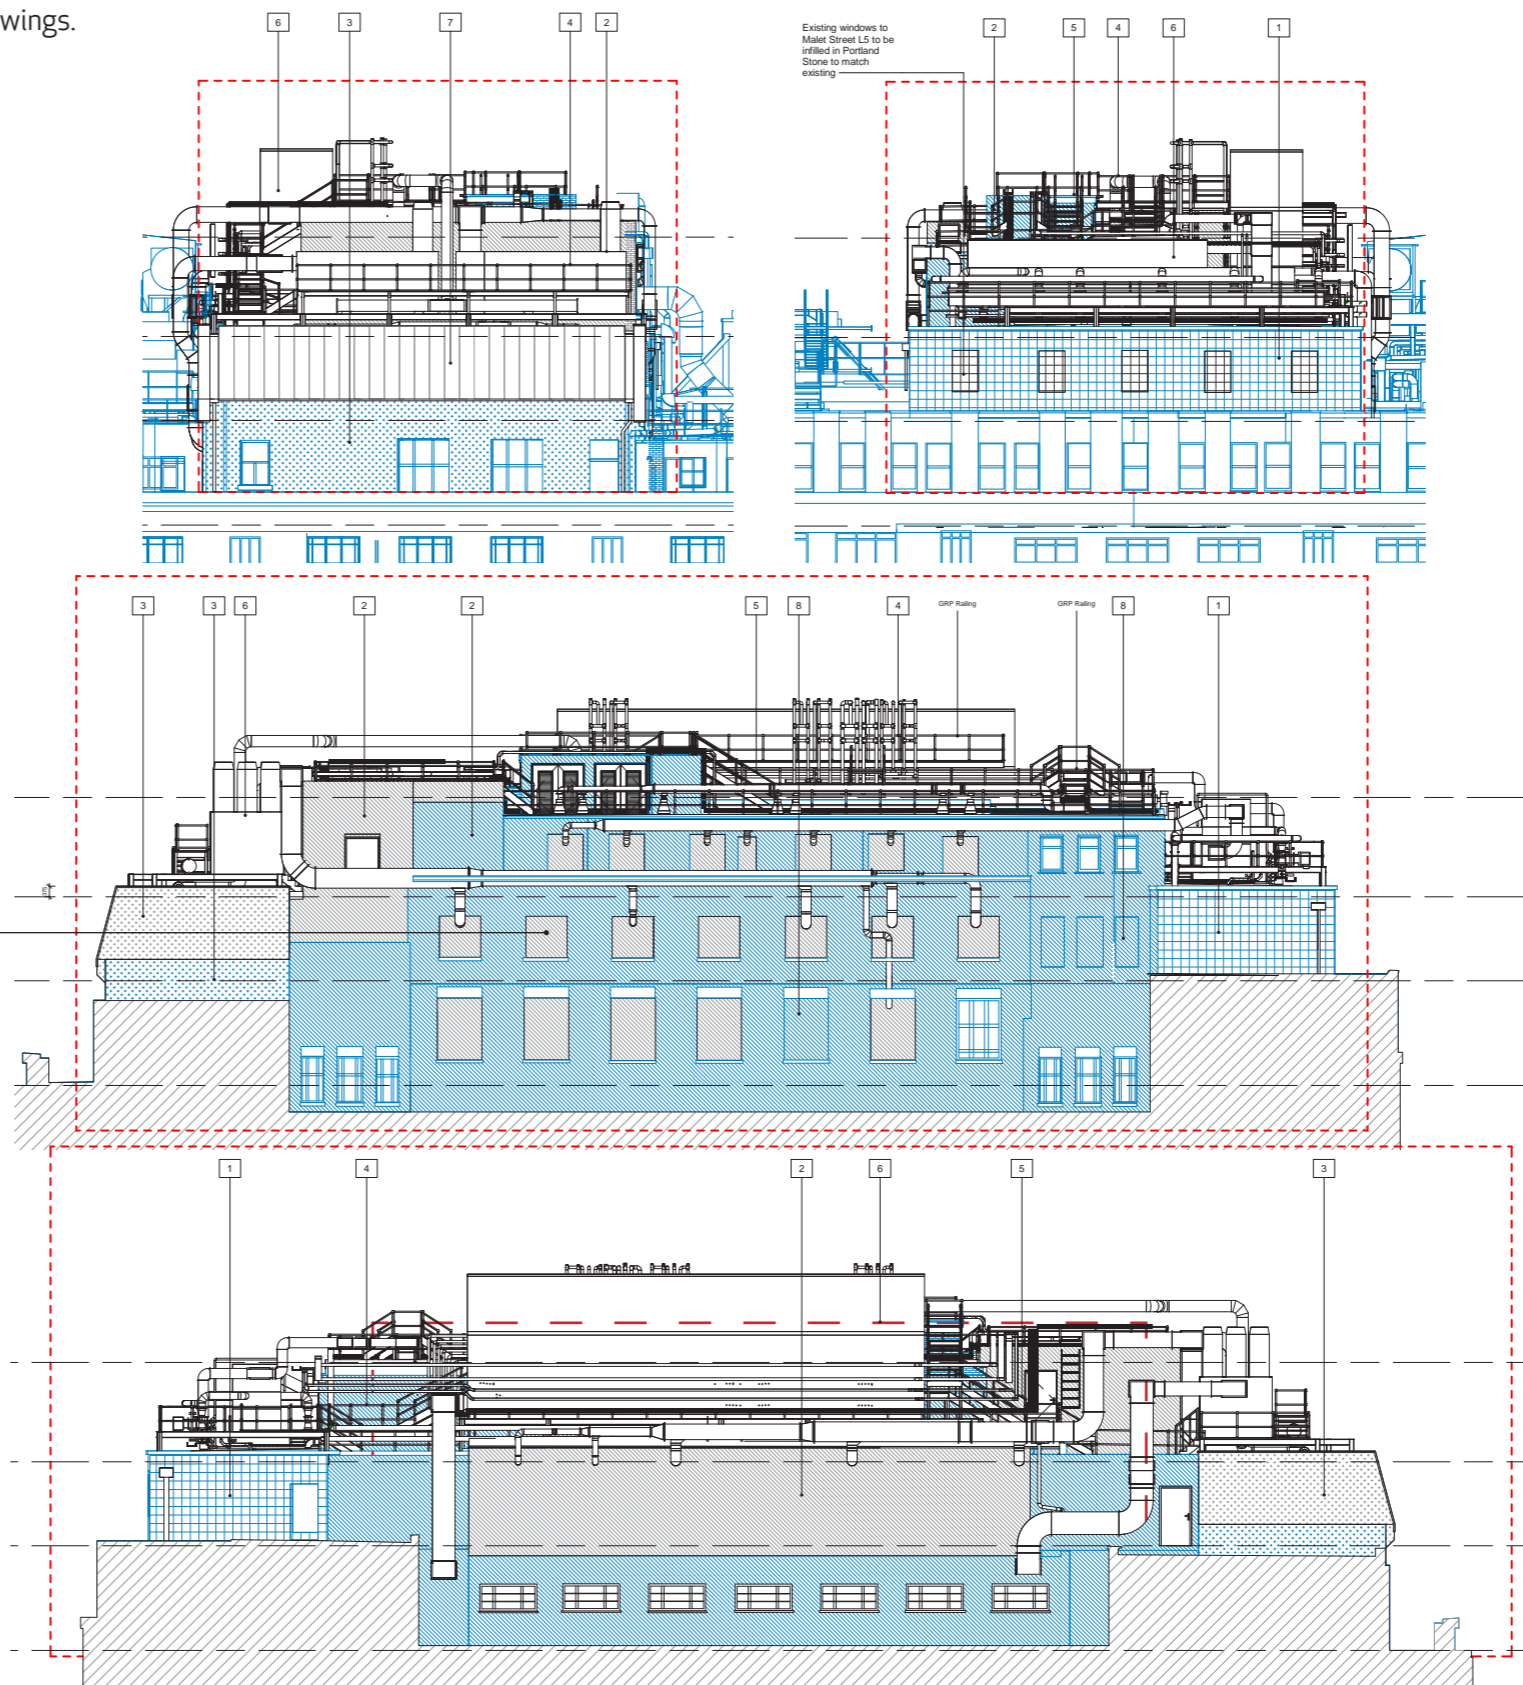 wings.
6 3 7 4 2
Existing windows to
Malet Street L5 to be
infilled in Portland
Stone to match
existing
2 5 4 6 1
3 3 6 2 2 5 8 4 GRP Railing GRP Railing 8 1
1 4 2 6 5 3